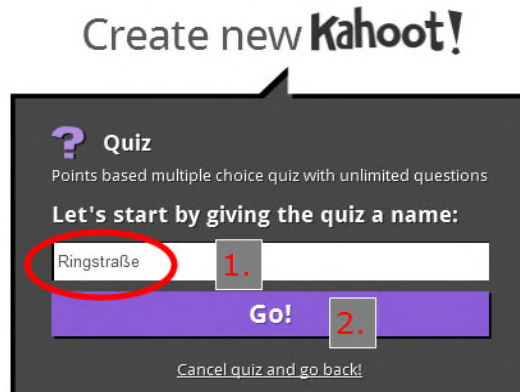 Create new Kahoot!
? Quiz
Points based multiple choice quiz with unlimited questions
Let's start by giving the quiz a name:
Ringstraße 1.
Go! 2.
Cancel quiz and go back!